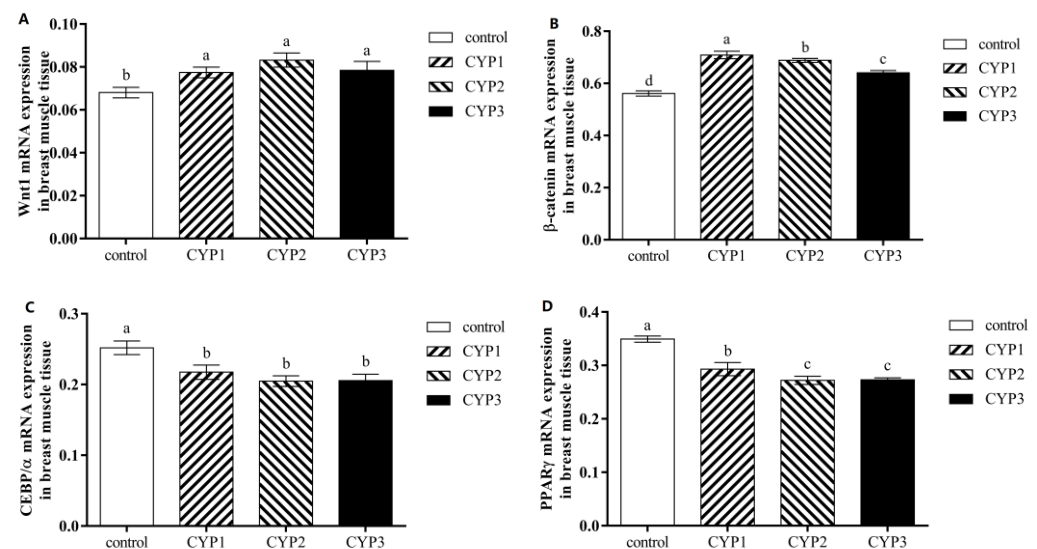 A
Wnt1 mRNA expression
in breast muscle tissue
0.10
0.08
0.06
0.04
0.02
0.00
b
a
a
a
control
CYP1
CYP2
CYP3
control
CYP1
CYP2
CYP3
B
β-catenin mRNA expression
in breast muscle tissue
0.8
0.6
0.4
0.2
0.0
d
a
b
c
control
CYP1
CYP2
CYP3
control
CYP1
CYP2
CYP3
C
CEBP/α mRNA expression
in breast muscle tissue
0.3
0.2
0.1
0.0
a
b
b
b
control
CYP1
CYP2
CYP3
control
CYP1
CYP2
CYP3
D
PPARγ mRNA expression
in breast muscle tissue
0.4
0.3
0.2
0.1
0.0
a
b
c
c
control
CYP1
CYP2
CYP3
control
CYP1
CYP2
CYP3